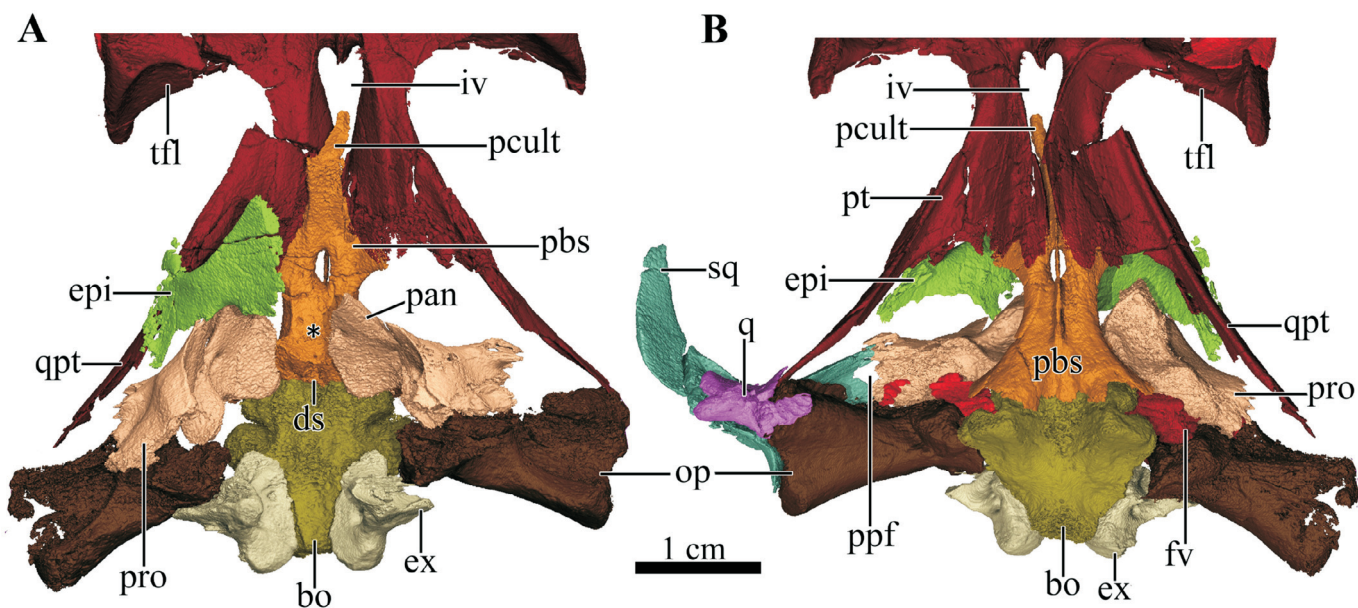 A
iv
pcult
tfl
pbs
epi
pan
qpt
*
ds
pro
bo
ex
B
iv
pcult
tfl
pt
epi
sq
q
qpt
pbs
pro
op
ppf
bo
ex
fv
1 cm